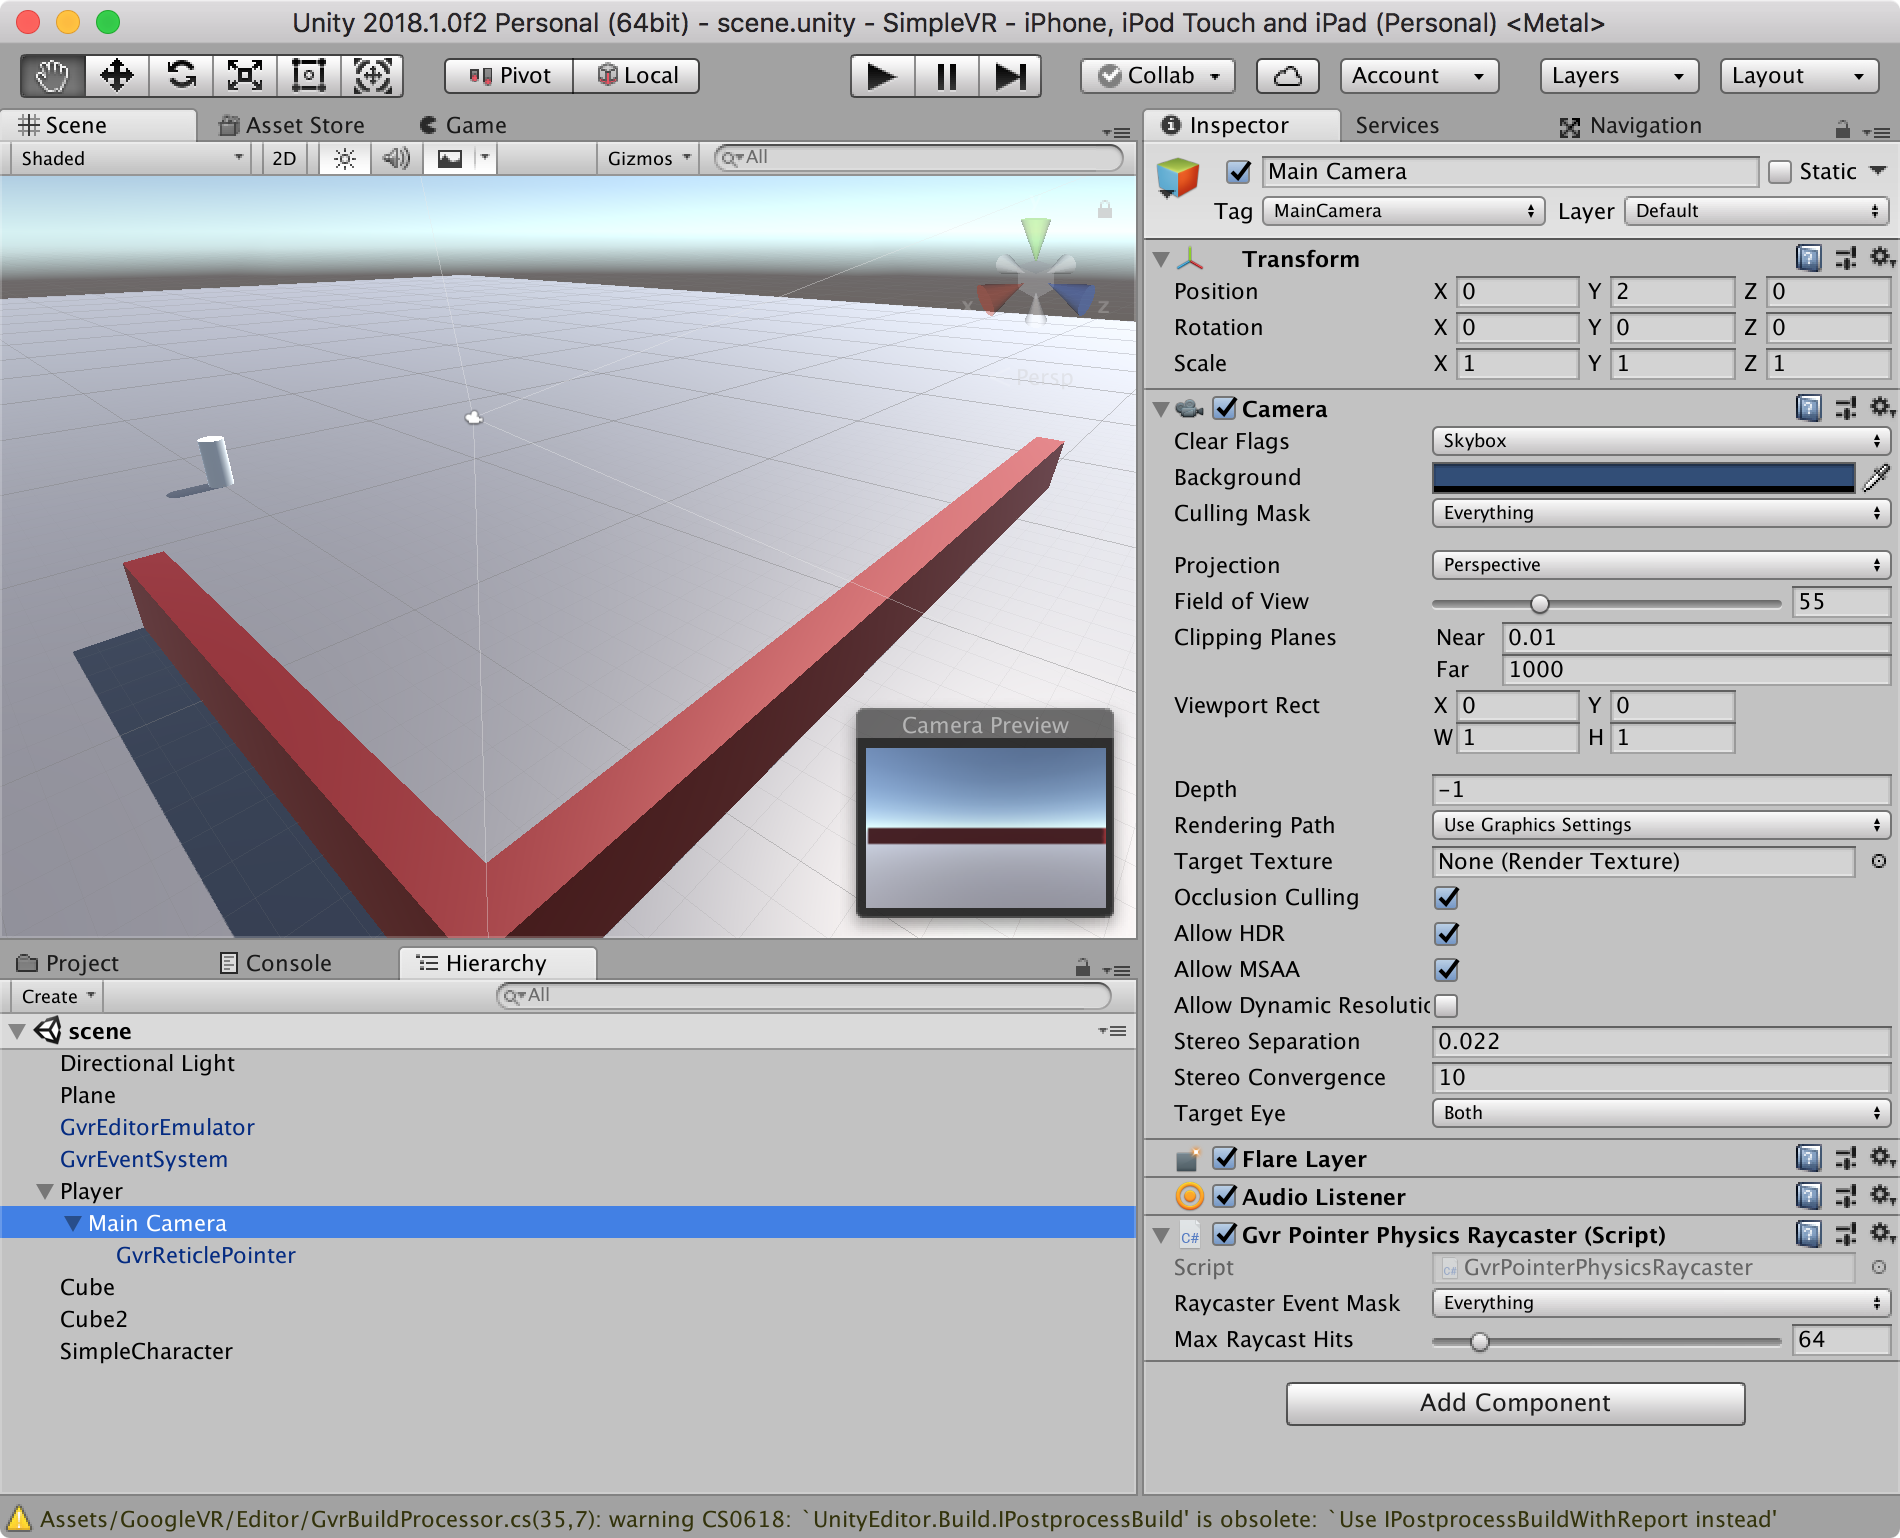 Unity 2018.1.0f2 Personal (64bit) - scene.unity - SimpleVR - iPhone, iPod Touch and iPad (Personal) <Metal>
Pivot Local Collab Account Layers Layout
Scene Asset Store Game
Shaded 2D Gizmos All
X Z
Persp
Camera Preview
Project Console Hierarchy
Create All
scene
Directional Light
Plane
GvrEditorEmulator
GvrEventSystem
Player
Main Camera
GvrReticlePointer
Cube
Cube2
SimpleCharacter
Inspector Services Navigation
Main Camera Static
Tag MainCamera Layer Default
Transform
Position X 0 Y 2 Z 0
Rotation X 0 Y 0 Z 0
Scale X 1 Y 1 Z 1
Camera
Clear Flags Skybox
Background
Culling Mask Everything
Projection Perspective
Field of View 55
Clipping Planes Near 0.01
Far 1000
Viewport Rect X 0 Y 0
W 1 H 1
Depth -1
Rendering Path Use Graphics Settings
Target Texture None (Render Texture)
Occlusion Culling
Allow HDR
Allow MSAA
Allow Dynamic Resolutio
Stereo Separation 0.022
Stereo Convergence 10
Target Eye Both
Flare Layer
Audio Listener
C# Gvr Pointer Physics Raycaster (Script)
Script C# GvrPointerPhysicsRaycaster
Raycaster Event Mask Everything
Max Raycast Hits 64
Add Component
Assets/GoogleVR/Editor/GvrBuildProcessor.cs(35,7): warning CS0618: `UnityEditor.Build.IPostprocessBuild' is obsolete: `Use IPostprocessBuildWithReport instead'